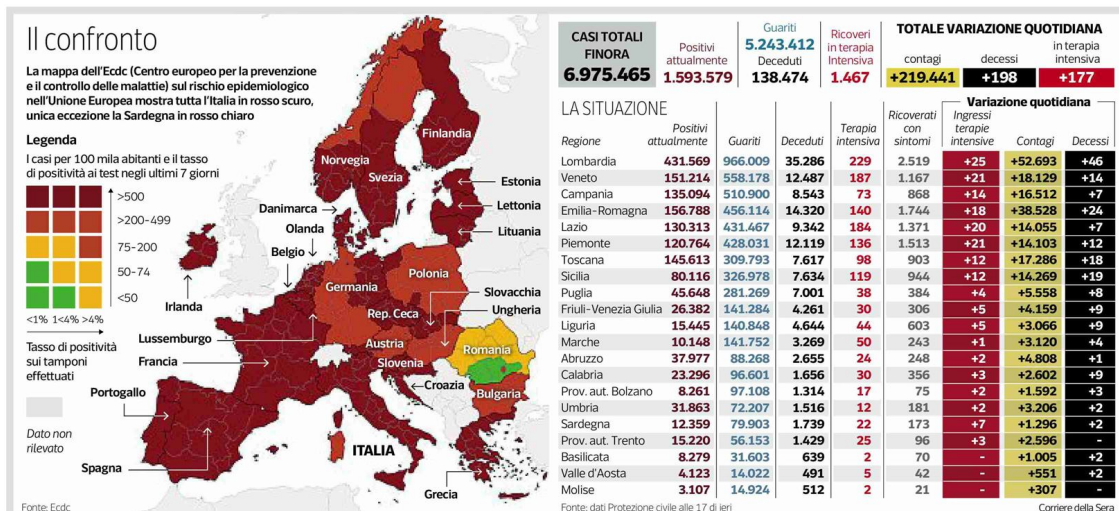 Il confronto
La mappa dell'Ecdc (Centro europeo per la prevenzione
e il controllo delle malattie) sul rischio epidemiologico
nell'Unione Europea mostra tutta l'Italia in rosso scuro,
unica eccezione la Sardegna in rosso chiaro
Legenda
I casi per 100 mila abitanti e il tasso
di positività ai test negli ultimi 7 giorni
>500
>200-499
75-200
50-74
<50
<1% 1<4% >4%
Tasso di positività
sui tamponi
effettuati
Dato non
rilevato
Finlandia
Norvegia
Svezia
Estonia
Lettonia
Lituania
Danimarca
Olanda
Belgio
Irlanda
Polonia
Germania
Slovacchia
Ungheria
Rep. Ceca
Lussemburgo
Austria
Romania
Francia
Slovenia
Croazia
Bulgaria
Portogallo
ITALIA
Spagna
Grecia
Fonte: Ecdc
CASI TOTALI
FINORA
6.975.465
Positivi
attualmente
1.593.579
Guariti
5.243.412
Deceduti
138.474
Ricoveri
in terapia
Intensiva
1.467
TOTALE VARIAZIONE QUOTIDIANA
contagi decessi in terapia intensiva
+219.441 +198 +177
LA SITUAZIONE
Variazione quotidiana
Regione Positivi attualmente Guariti Deceduti Terapia intensiva Ricoverati con sintomi Ingressi terapie intensive Contagi Decessi
Lombardia 431.569 966.009 35.286 229 2.519 +25 +52.693 +46
Veneto 151.214 558.178 12.487 187 1.167 +21 +18.129 +14
Campania 135.094 510.900 8.543 73 868 +14 +16.512 +7
Emilia-Romagna 156.788 456.114 14.320 140 1.744 +18 +38.528 +24
Lazio 130.313 431.467 9.342 184 1.371 +20 +14.055 +7
Piemonte 120.764 428.031 12.119 136 1.513 +21 +14.103 +12
Toscana 145.613 309.793 7.617 98 903 +12 +17.286 +18
Sicilia 80.116 326.978 7.634 119 944 +12 +14.269 +19
Puglia 45.648 281.269 7.001 38 384 +4 +5.558 +8
Friuli-Venezia Giulia 26.382 141.284 4.261 30 306 +5 +4.159 +9
Liguria 15.445 140.848 4.644 44 603 +5 +3.066 +9
Marche 10.148 141.752 3.269 50 243 +1 +3.120 +4
Abruzzo 37.977 88.268 2.655 24 248 +2 +4.808 +1
Calabria 23.296 96.601 1.656 30 356 +3 +2.602 +9
Prov. aut. Bolzano 8.261 97.108 1.314 17 75 +2 +1.592 +3
Umbria 31.863 72.207 1.516 12 181 +2 +3.206 +2
Sardegna 12.359 79.903 1.739 22 173 +7 +1.296 +2
Prov. aut. Trento 15.220 56.153 1.429 25 96 +3 +2.596 -
Basilicata 8.279 31.603 639 2 70 - +1.005 +2
Valle d'Aosta 4.123 14.022 491 5 42 - +551 +2
Molise 3.107 14.924 512 2 21 - +307 -
Fonte: dati Protezione civile alle 17 di ieri
Corriere della Sera